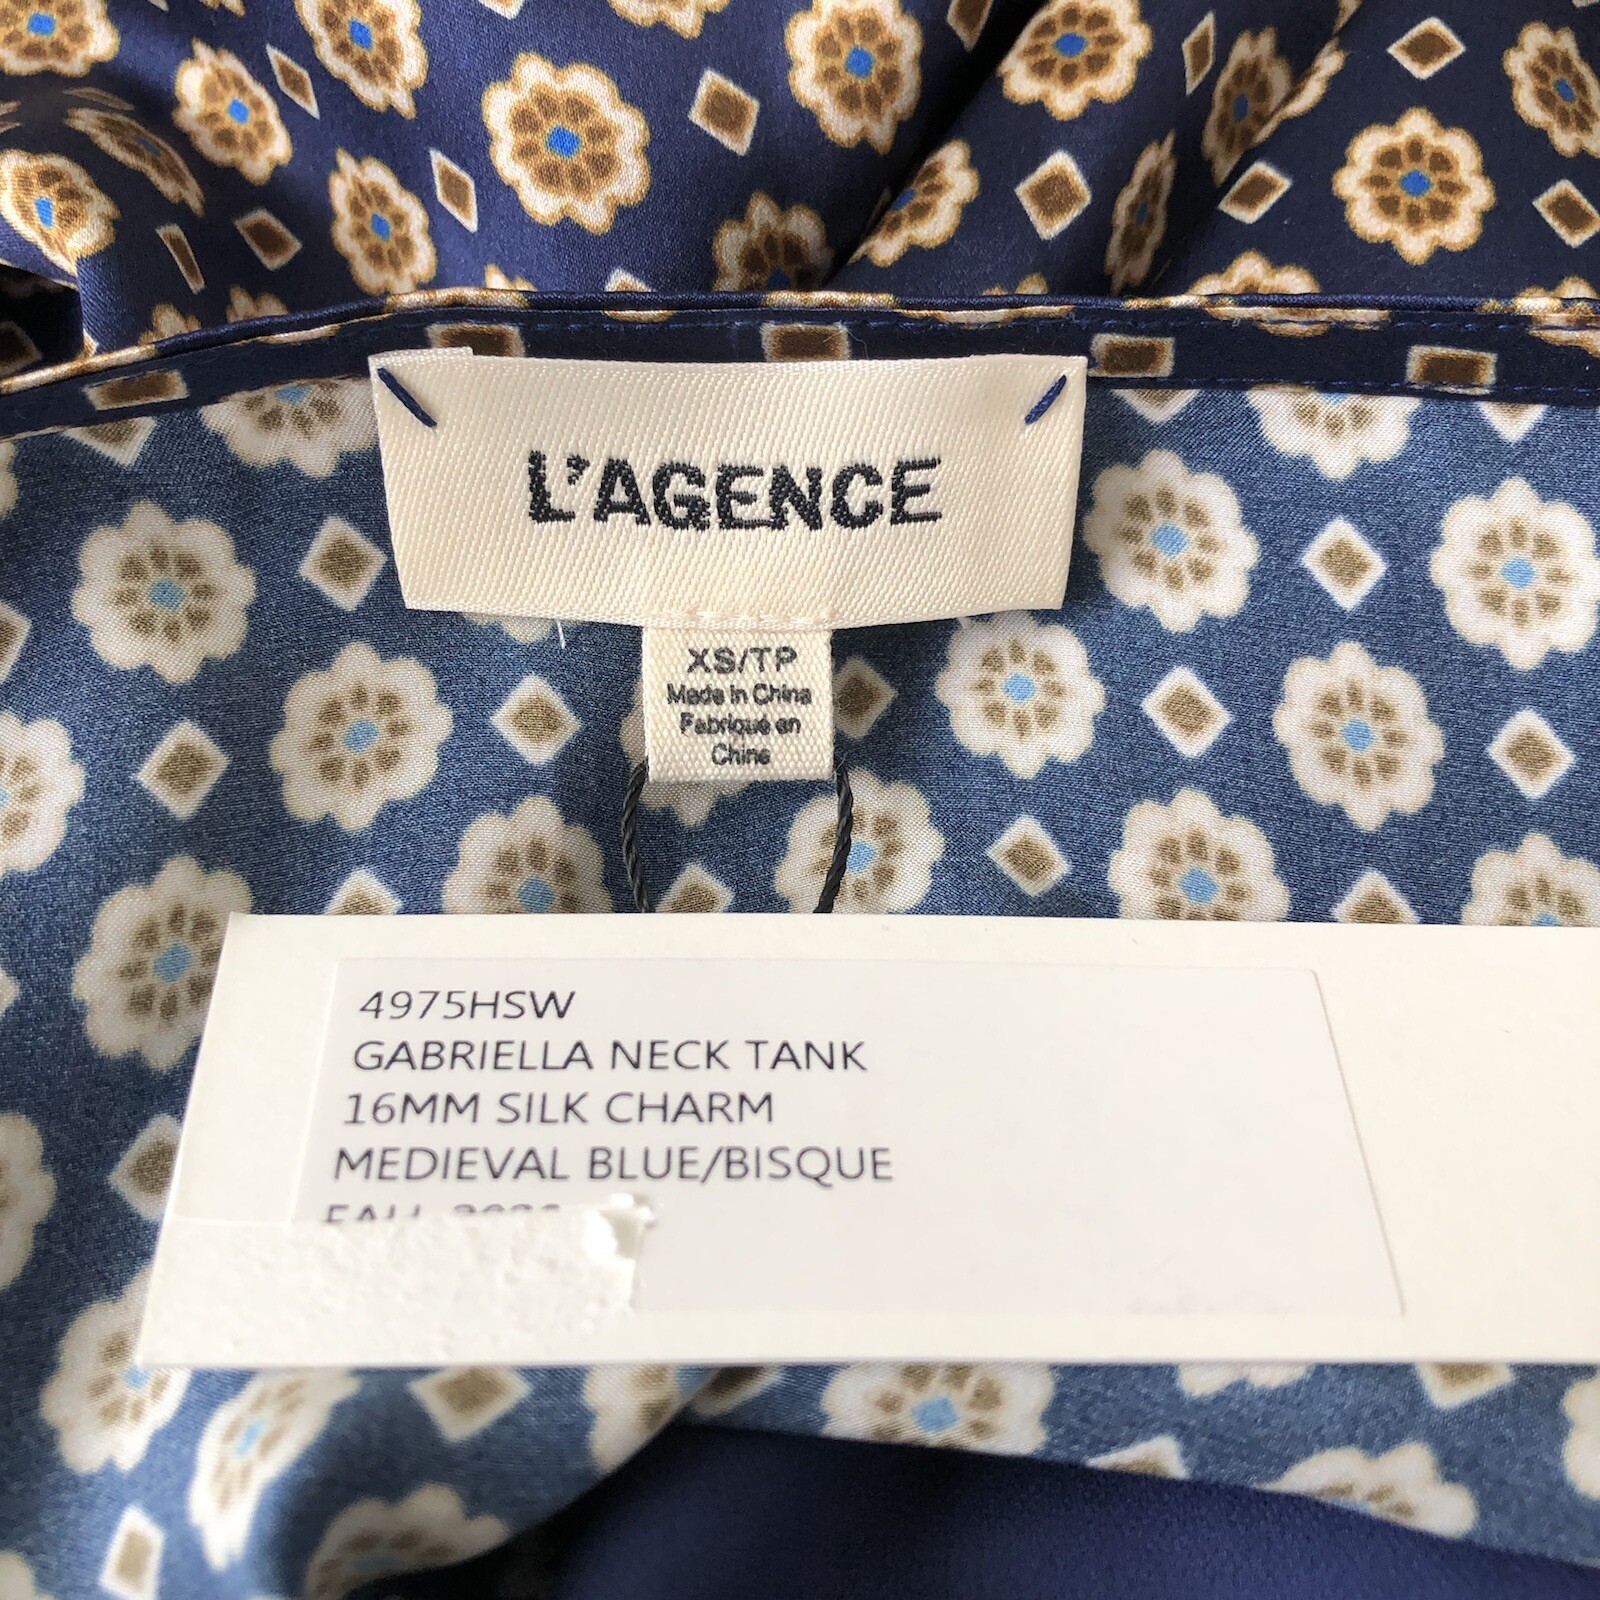 L'AGENCE
XS/TP
Made in China
Fabriqué en
Chine
4975HSW
GABRIELLA NECK TANK
16MM SILK CHARM
MEDIEVAL BLUE/BISQUE
FALL